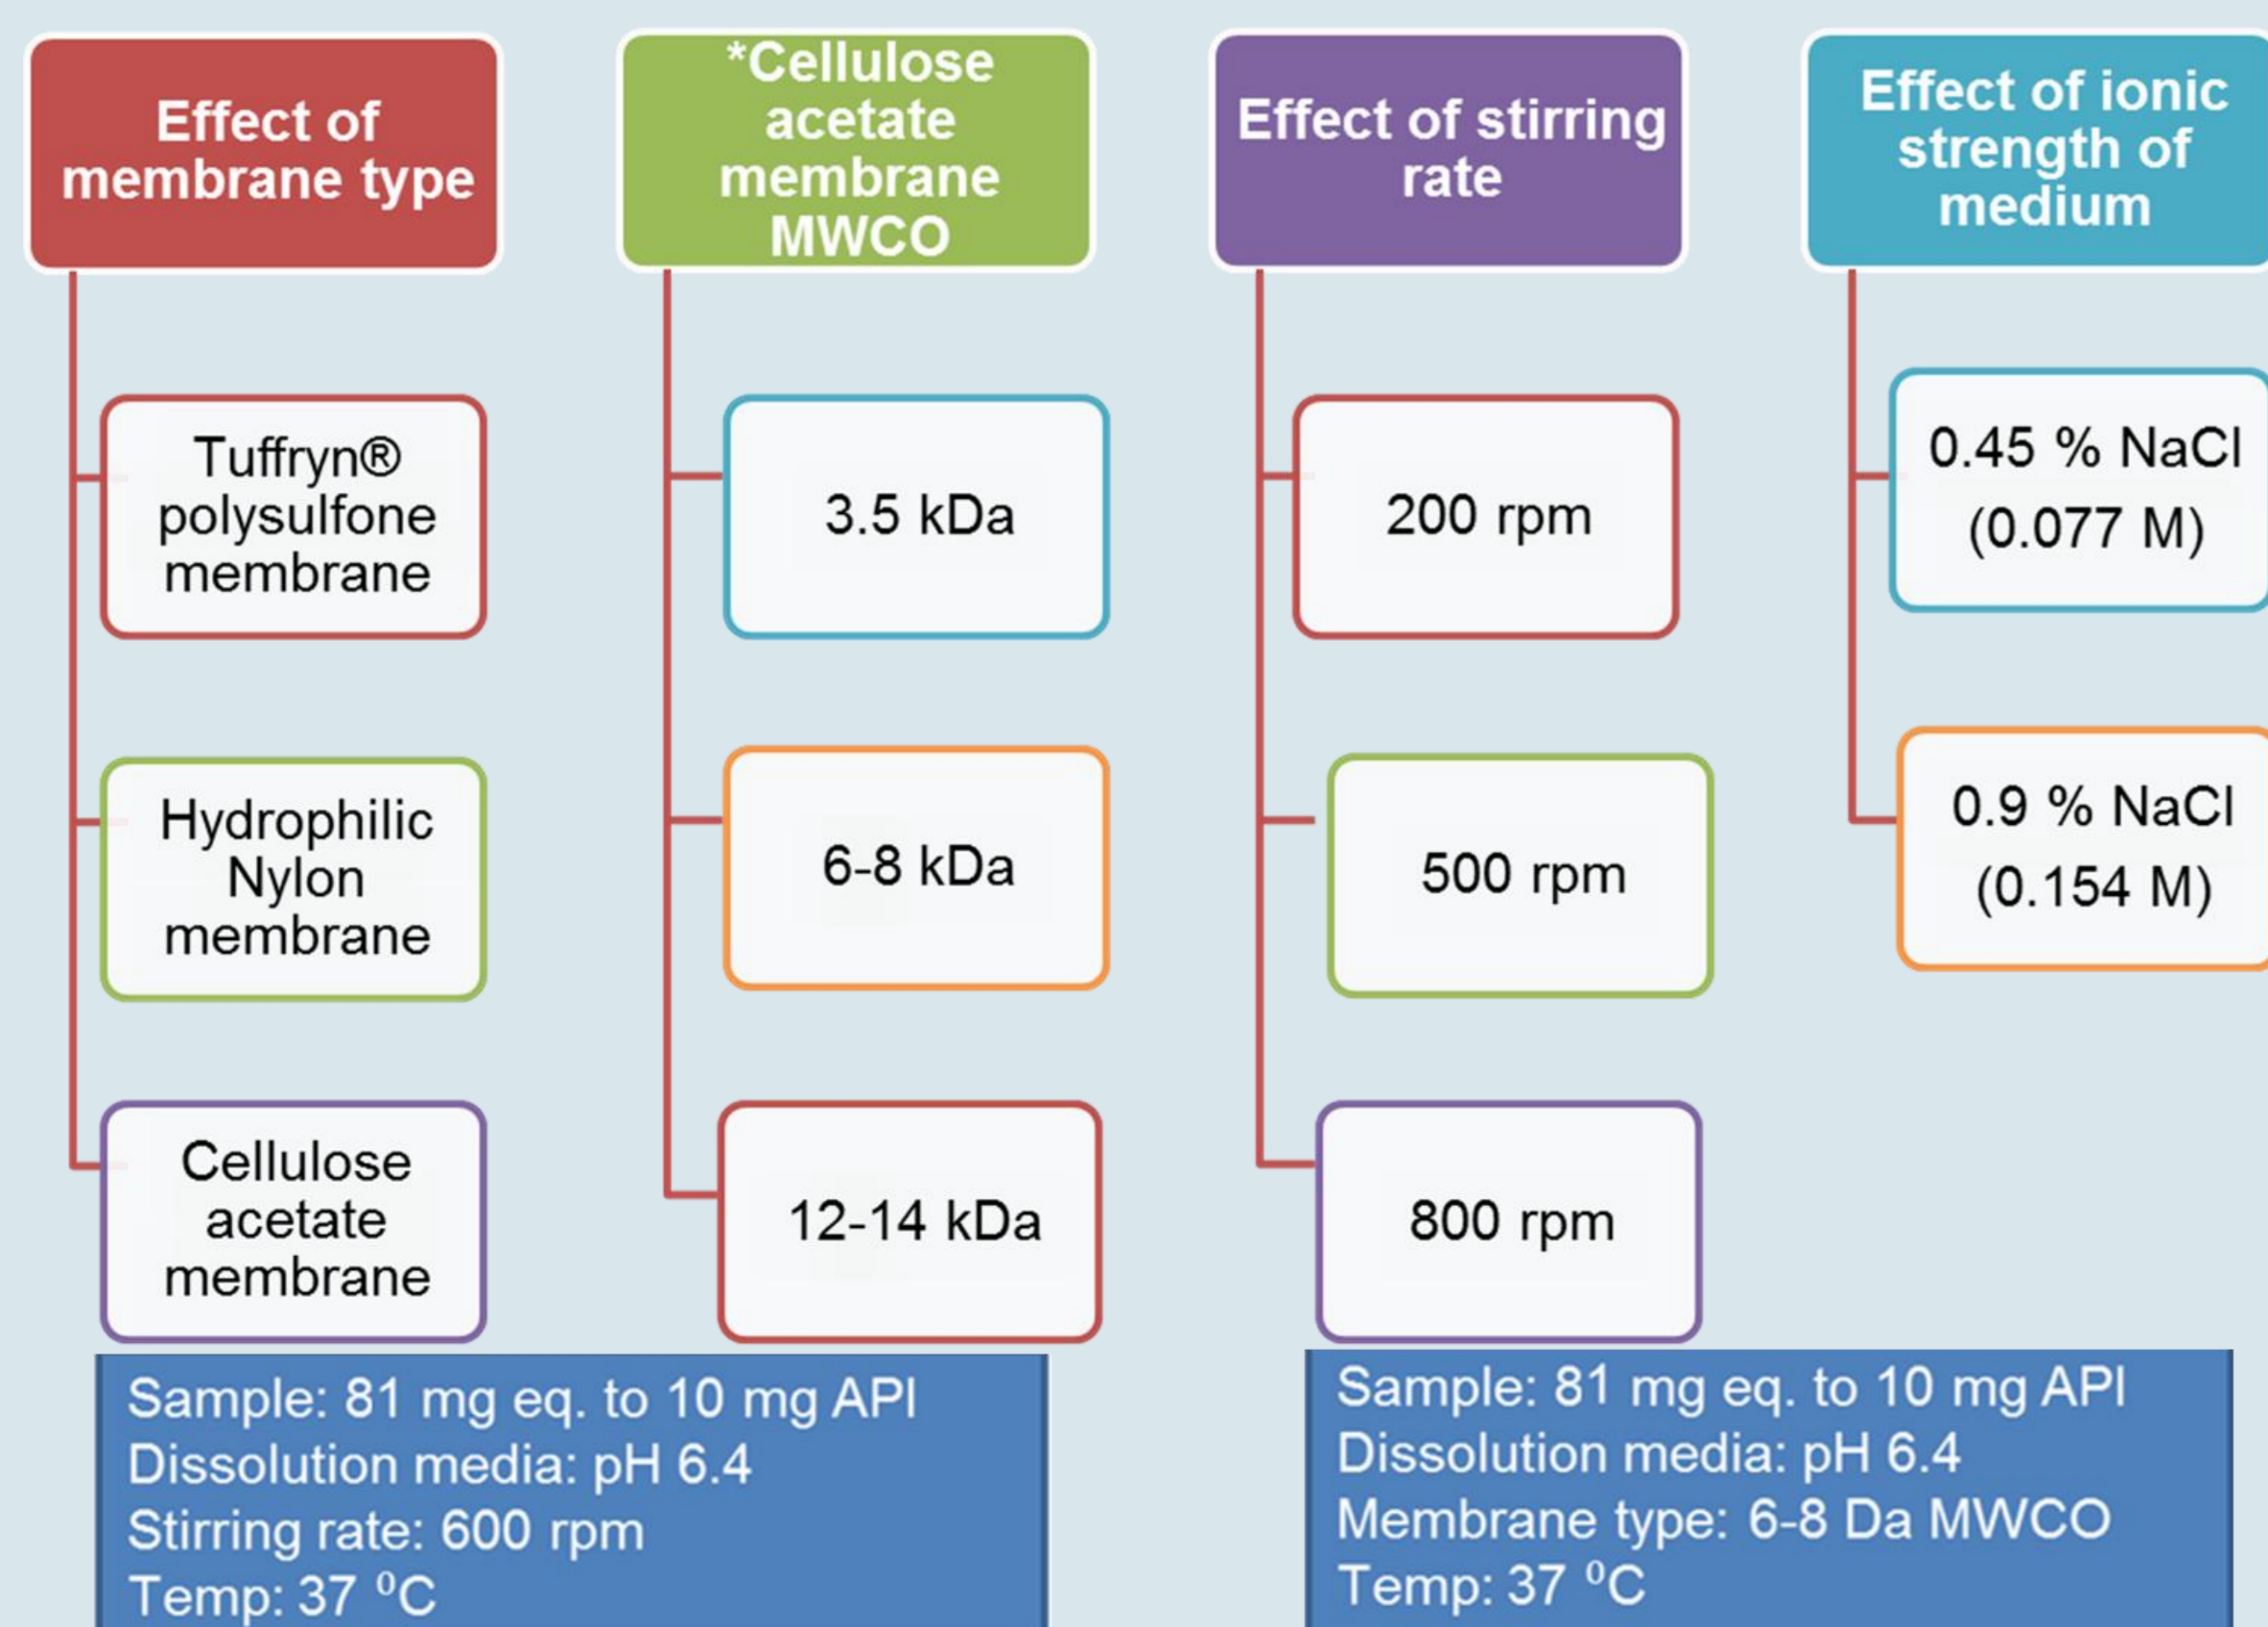 Effect of
membrane type
Tuffryn®
polysulfone
membrane
Hydrophilic
Nylon
membrane
Cellulose
acetate
membrane
*Cellulose
acetate
membrane
MWCO
3.5 kDa
6-8 kDa
12-14 kDa
Sample: 81 mg eq. to 10 mg API
Dissolution media: pH 6.4
Stirring rate: 600 rpm
Temp: 37 ⁰C
Effect of stirring
rate
200 rpm
500 rpm
800 rpm
Effect of ionic
strength of
medium
0.45 % NaCl
(0.077 M)
0.9 % NaCl
(0.154 M)
Sample: 81 mg eq. to 10 mg API
Dissolution media: pH 6.4
Membrane type: 6-8 Da MWCO
Temp: 37 ⁰C